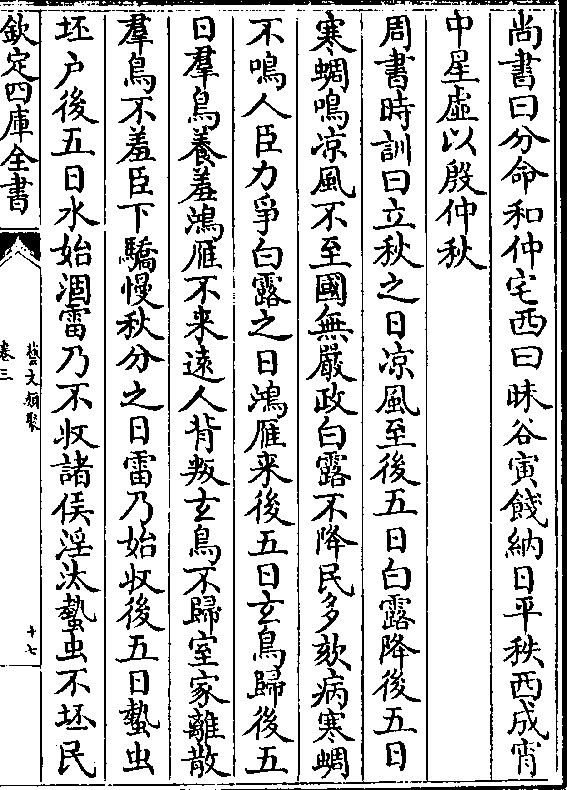 尚書曰分命和仲宅西曰昧谷寅餞納日平秩西成宵
中星虛以殷仲秋
周書時訓曰立秋之日凉風至後五日白露降後五日
寒蜩鳴凉風不至國無嚴政白露不降民多欬病寒蜩
不鳴人臣力爭白露之日鴻雁来後五日玄鳥歸後五
日羣鳥養羞鴻雁不来逺人背叛玄鳥不歸室家離散
羣鳥不羞臣下驕慢秋分之日雷乃始收後五日蟄虫
坯户後五日水始涸雷乃不收諸侯淫汰蟄虫不坯民
欽定四庫全書
藝文類聚
卷三
十七